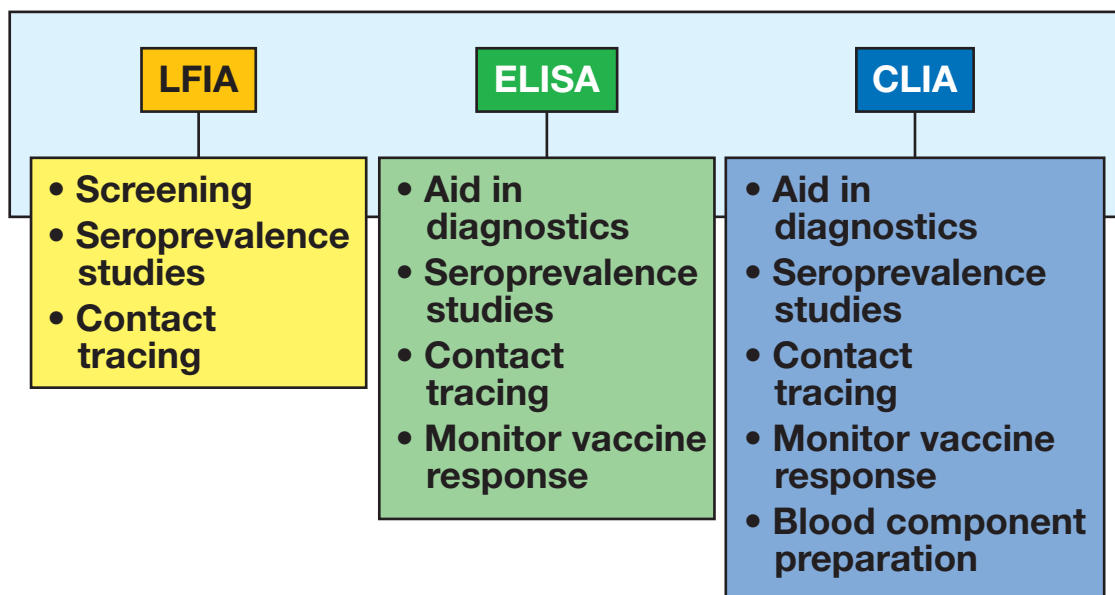 LFIA
• Screening
• Seroprevalence
studies
• Contact
tracing
ELISA
• Aid in
diagnostics
• Seroprevalence
studies
• Contact
tracing
• Monitor vaccine
response
CLIA
• Aid in
diagnostics
• Seroprevalence
studies
• Contact
tracing
• Monitor vaccine
response
• Blood component
preparation